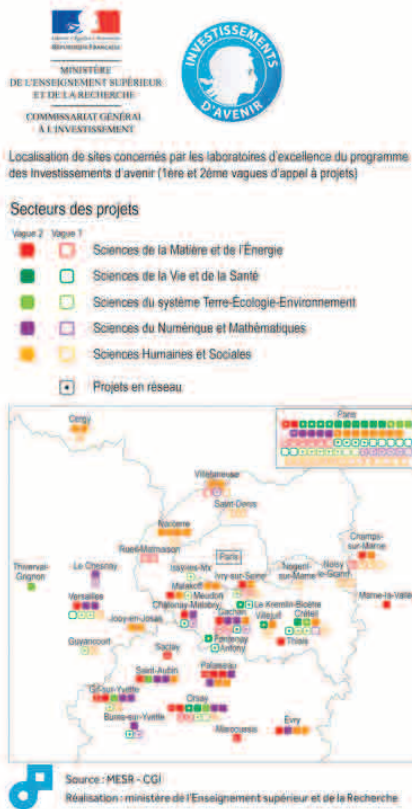 RÉPUBLIQUE FRANÇAISE
MINISTÈRE
DE L'ENSEIGNEMENT SUPÉRIEUR
ET DE LA RECHERCHE
COMMISSARIAT GÉNÉRAL
À L'INVESTISSEMENT
INVESTISSEMENTS
D'AVENIR
Localisation de sites concernés par les laboratoires d'excellence du programme
des Investissements d'avenir (1ère et 2ème vagues d'appel à projets)
Secteurs des projets
Vague 2 Vague 1
Sciences de la Matière et de l'Énergie
Sciences de la Vie et de la Santé
Sciences du système Terre-Écologie-Environnement
Sciences du Numérique et Mathématiques
Sciences Humaines et Sociales
Projets en réseau
Cergy
Paris
Villetaneuse
Saint-Denis
Nanterre
Rueil-Malmaison
Paris
Champs-
sur-Marne
Thiverval-
Grignon
Le Chesnay
Issy-les-Mx
Ivry-sur-Seine
Nogent-
sur-Marne
Noisy
le-Grand
Malakoff
Meudon
Marne-la-Vallée
Versailles
Chatenay-Malabry
Cachan
Le Kremlin-Bicêtre
Villejuif
Créteil
Jouy-en-Josas
Fontenay
Antony
Thiais
Guyancourt
Saclay
Saint-Aubin
Palaiseau
Gif-sur-Yvette
Orsay
Bures-sur-Yvette
Marcoussis
Evry
Source : MESR - CGI
Réalisation : ministère de l'Enseignement supérieur et de la Recherche